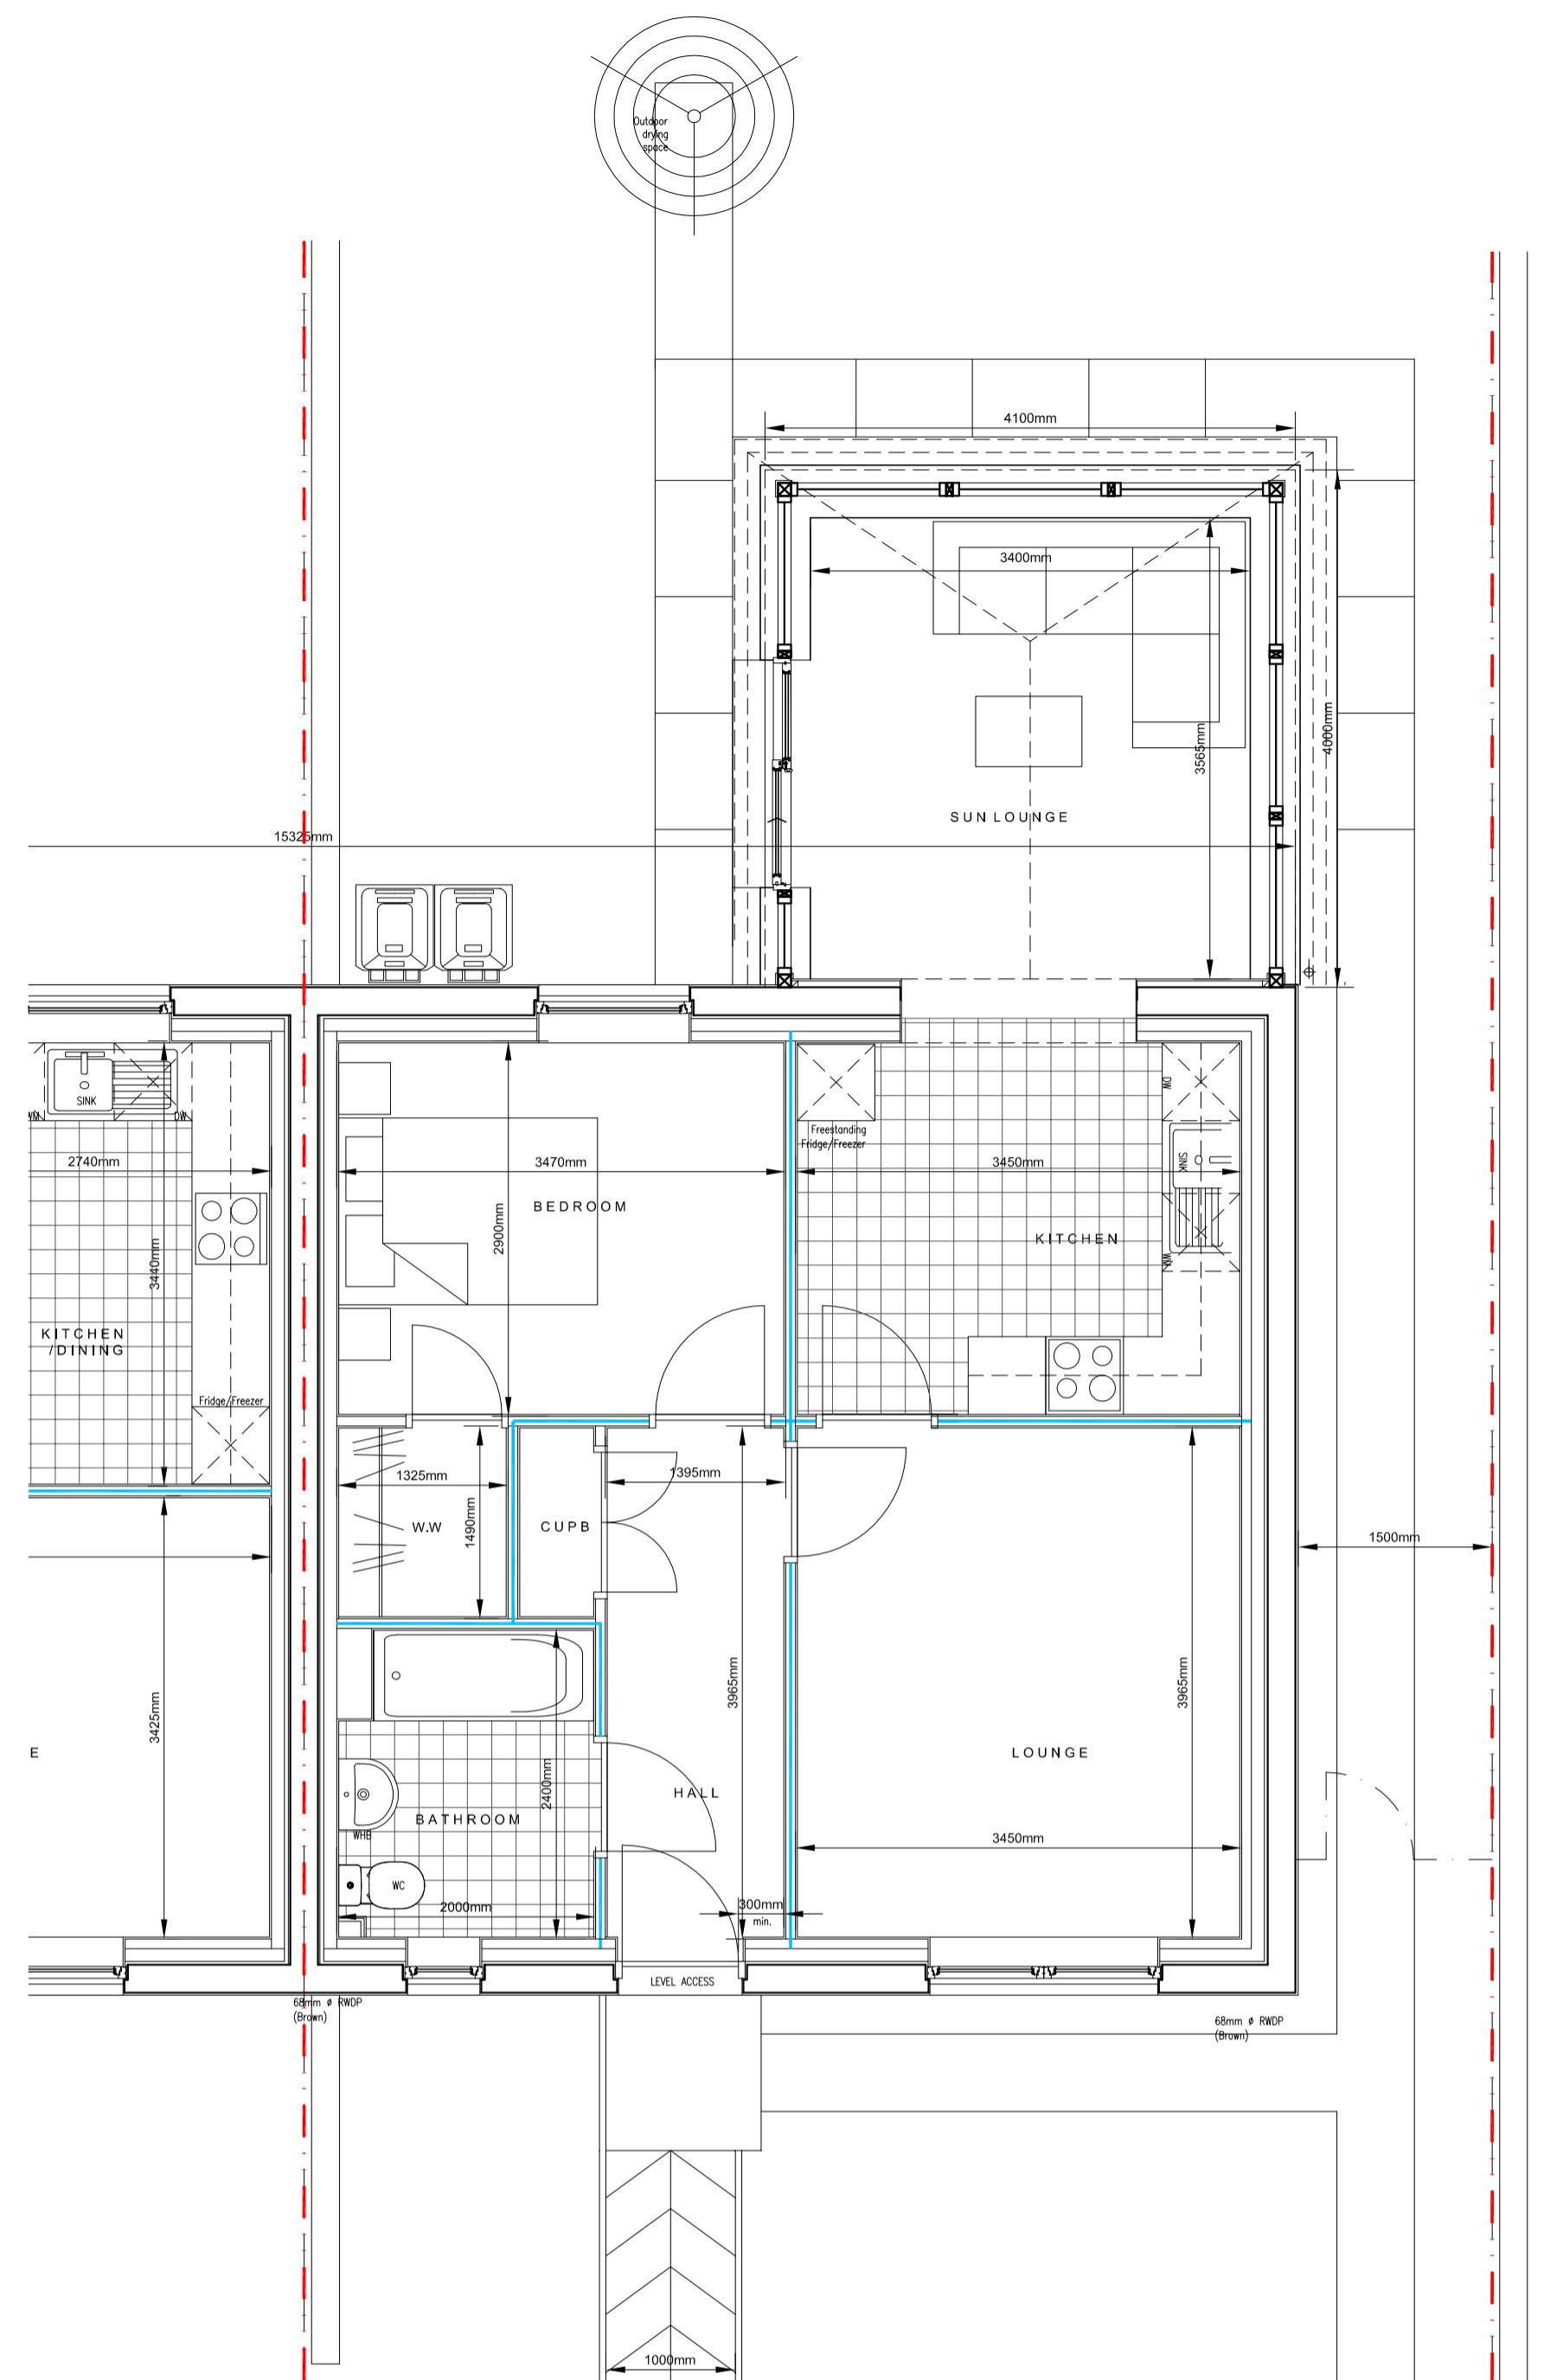 Outdoor
drying
space
4100mm
3400mm
3565mm
4000mm
SUN LOUNGE
15325mm
SINK
WM
DW
2740mm
3440mm
KITCHEN
/DINING
Fridge/Freezer
3425mm
E
3470mm
BEDROOM
2900mm
Freestanding
Fridge/Freezer
3450mm
DW
SINK
WM
KITCHEN
1325mm
W.W
1490mm
CUPB
1395mm
3965mm
3965mm
1500mm
LOUNGE
HALL
2400mm
BATHROOM
WHB
WC
2000mm
3450mm
300mm
min.
LEVEL ACCESS
68mm ø RWDP
(Brown)
68mm ø RWDP
(Brown)
1000mm